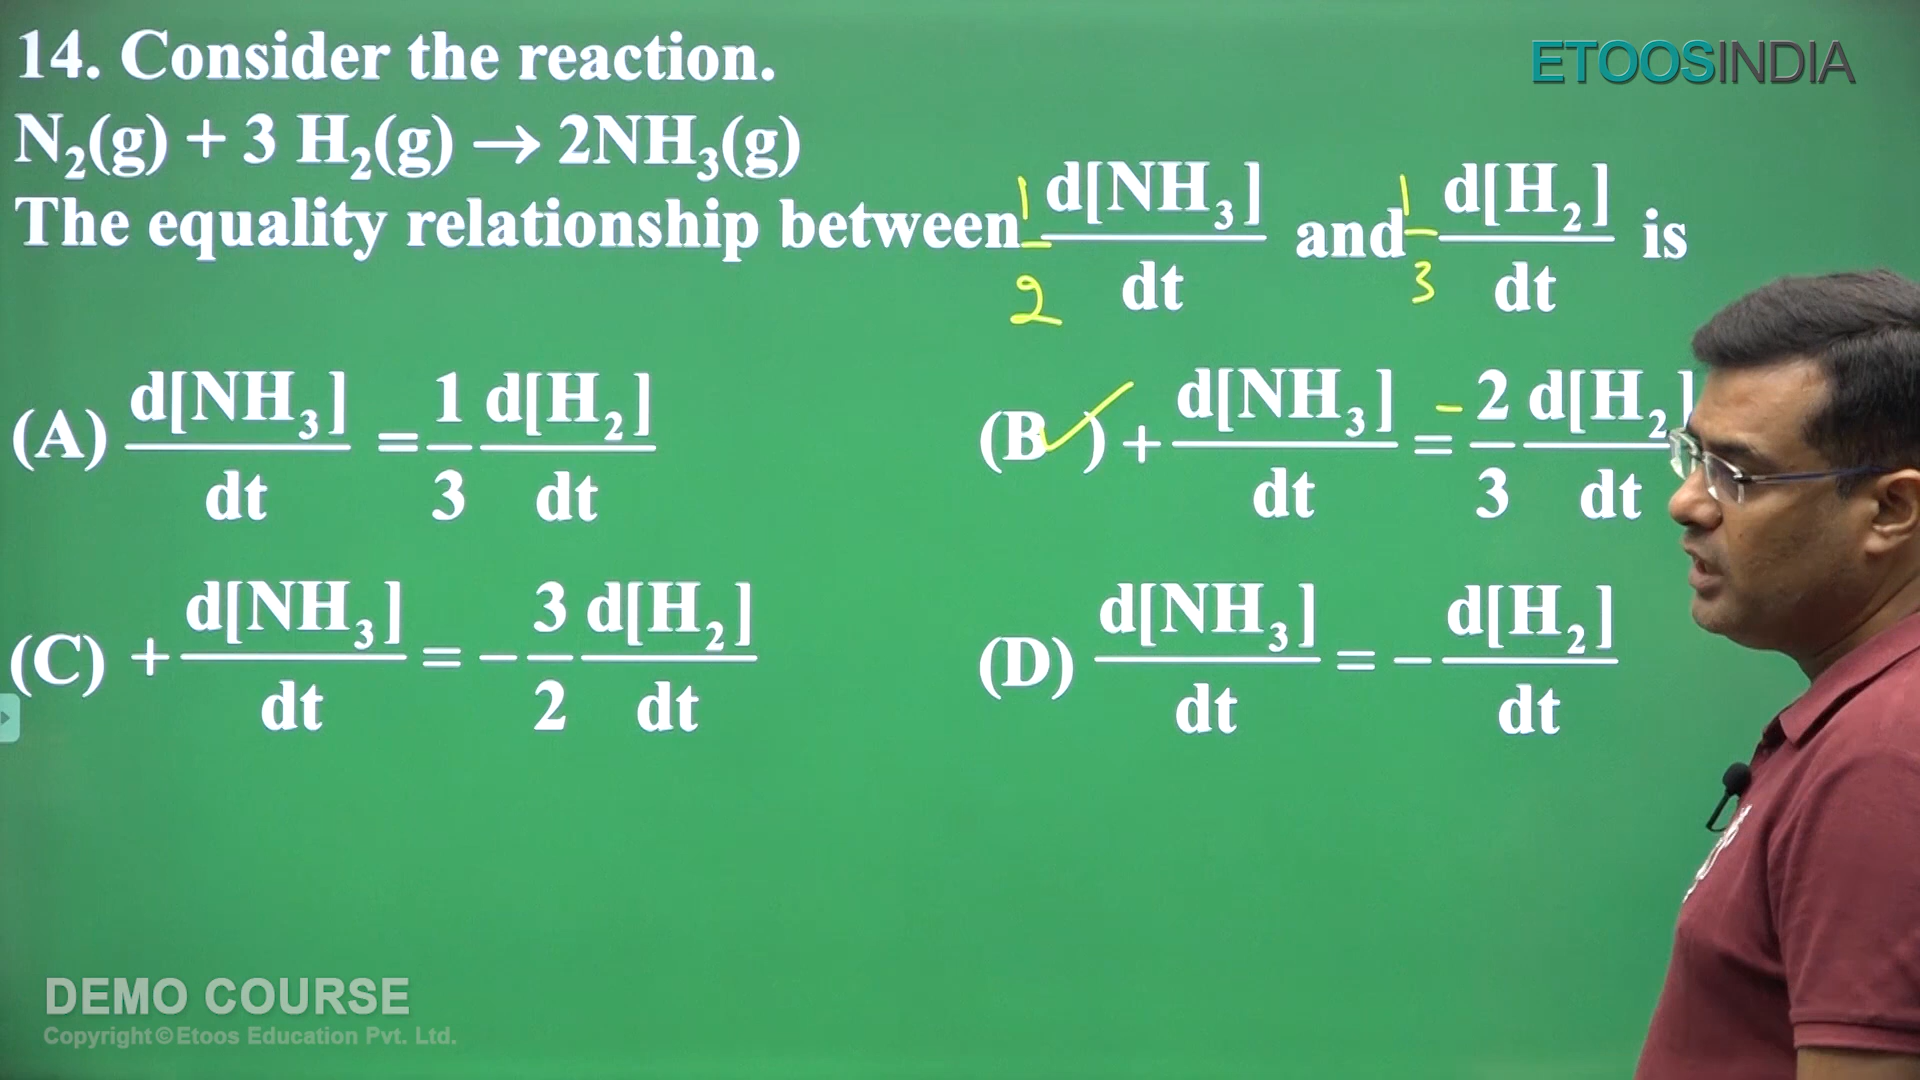 14. Consider the reaction.
ETOOSINDIA
N₂(g) + 3 H₂(g) → 2NH₃(g)
The equality relationship between 1/2 d[NH₃]/dt and 1/3 d[H₂]/dt is
(A) d[NH₃]/dt = 1/3 d[H₂]/dt
(B) + d[NH₃]/dt = - 2/3 d[H₂]/dt
(C) + d[NH₃]/dt = - 3/2 d[H₂]/dt
(D) d[NH₃]/dt = - d[H₂]/dt
DEMO COURSE
Copyright © Etoos Education Pvt. Ltd.